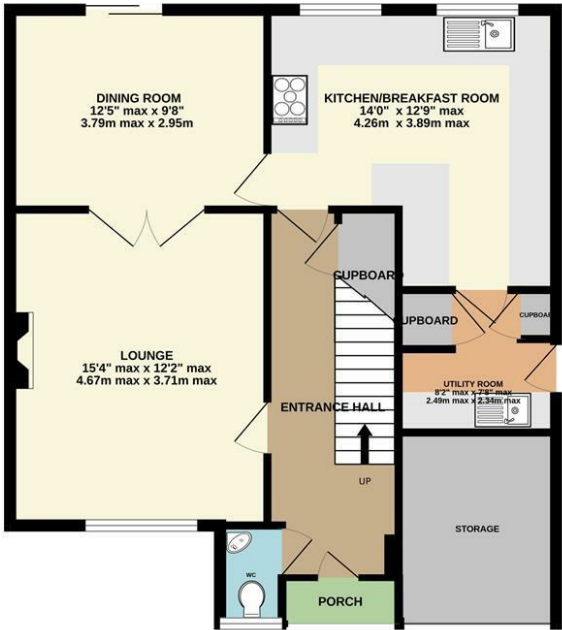 DINING ROOM
12'5" max x 9'8"
3.79m max x 2.95m
KITCHEN/BREAKFAST ROOM
14'0" x 12'9" max
4.26m x 3.89m max
CUPBOARD
CUPBOARD
CUPBOARD
LOUNGE
15'4" max x 12'2" max
4.67m max x 3.71m max
UTILITY ROOM
8'2" max x 7'8" max
2.49m max x 2.34m max
ENTRANCE HALL
UP
STORAGE
WC
PORCH